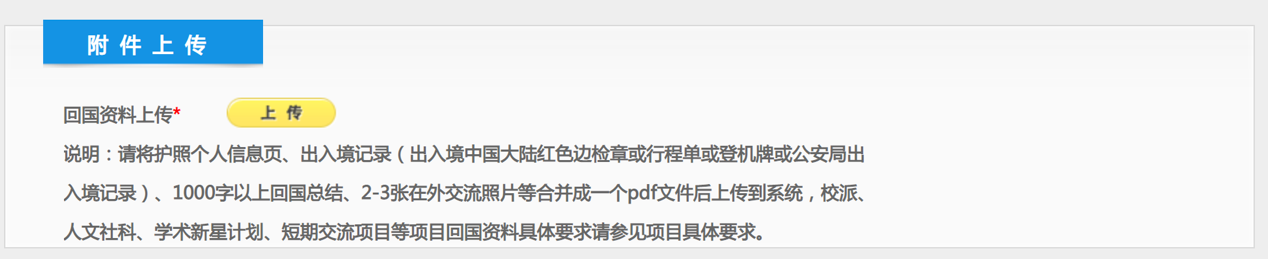 附件上传
回国资料上传* 上 传
说明：请将护照个人信息页、出入境记录（出入境中国大陆红色边检章或行程单或登机牌或公安局出
入境记录）、1000字以上回国总结、2-3张在外交流照片等合并成一个pdf文件后上传到系统，校派、
人文社科、学术新星计划、短期交流项目等项目回国资料具体要求请参见项目具体要求。